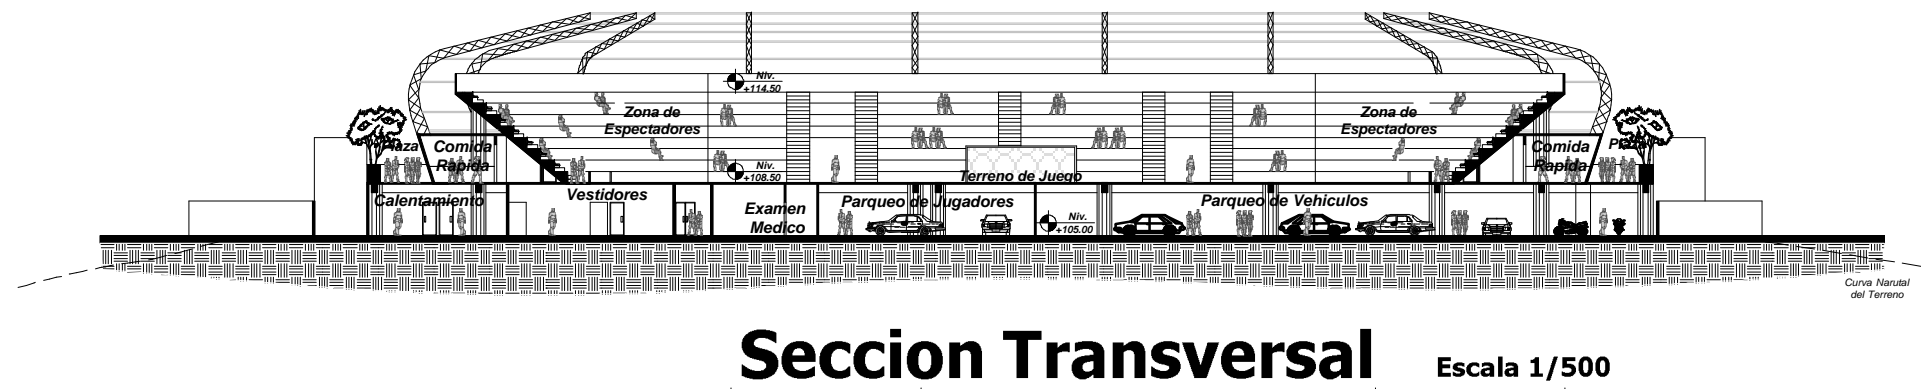 Niv.
+114.50
Zona de
Espectadores
Zona de
Espectadores
Plaza
Comida
Rapida
Niv.
+108.50
Terreno de Juego
Comida
Rapida
Calentamiento
Vestidores
Examen
Medico
Parqueo de Jugadores
Niv.
+105.00
Parqueo de Vehiculos
Curva Narutal
del Terreno
Seccion Transversal
Escala 1/500